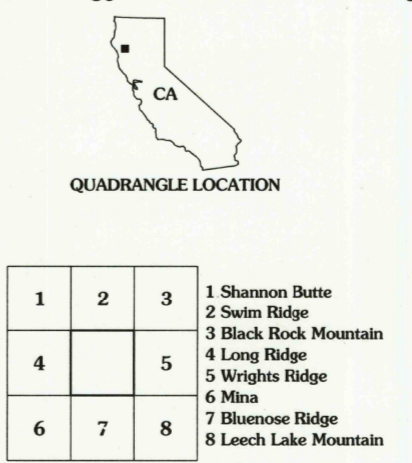 CA
QUADRANGLE LOCATION
1 2 3
4 5
6 7 8
1 Shannon Butte
2 Swim Ridge
3 Black Rock Mountain
4 Long Ridge
5 Wrights Ridge
6 Mina
7 Bluenose Ridge
8 Leech Lake Mountain